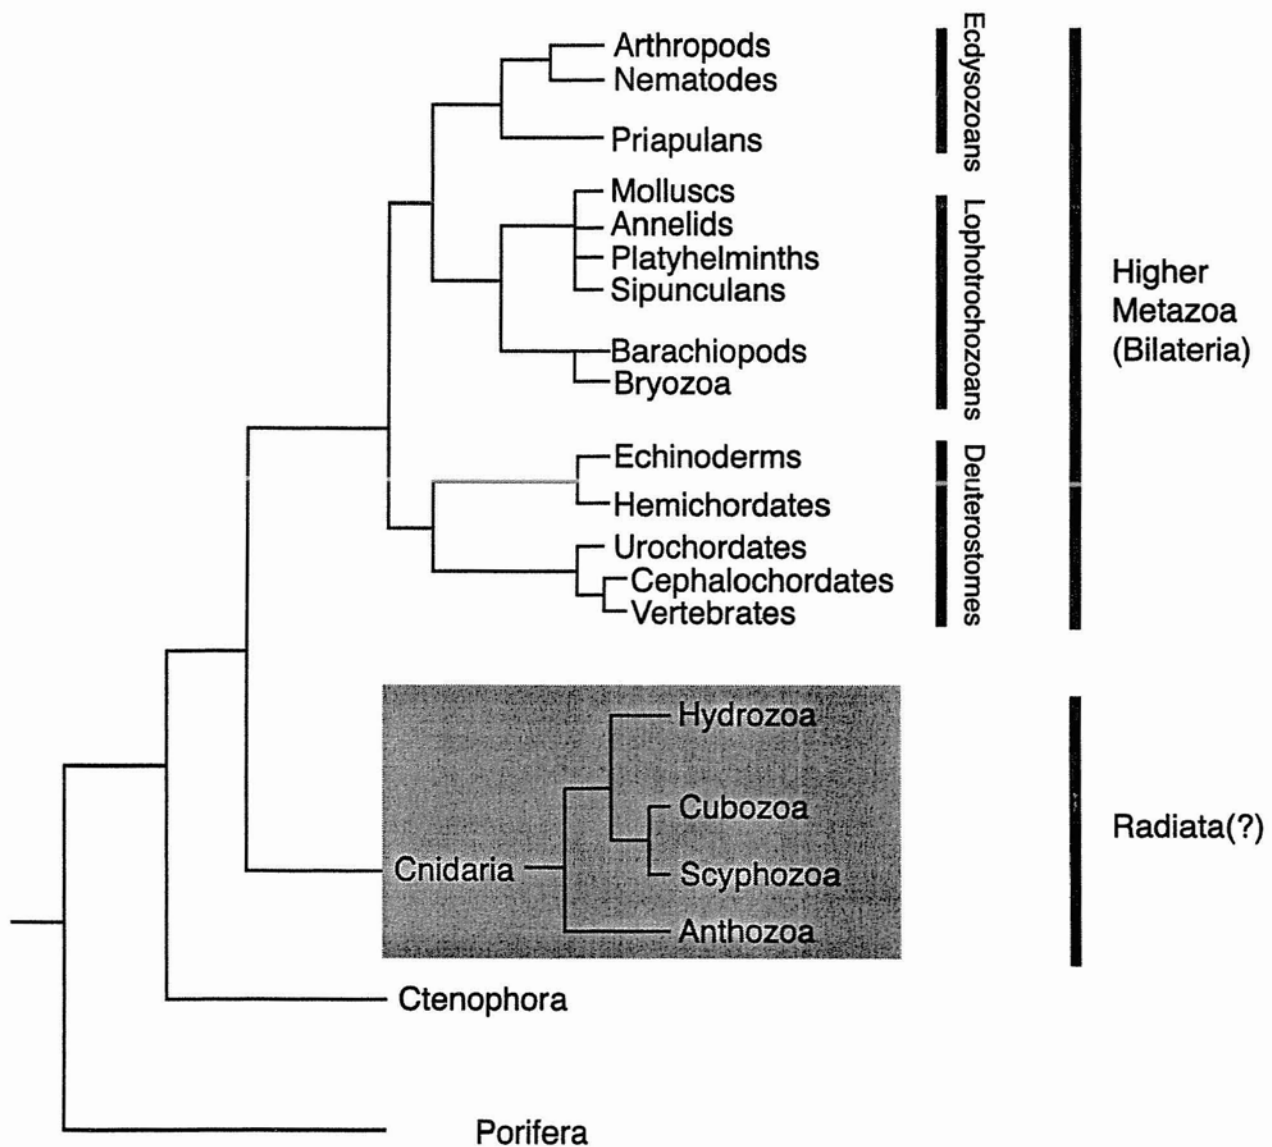 Arthropods
Nematodes
Priapulans
Molluscs
Annelids
Platyhelminths
Sipunculans
Barachiopods
Bryozoa
Echinoderms
Hemichordates
Urochordates
Cephalochordates
Vertebrates
Ecdysozoans
Lophotrochozoans
Deuterostomes
Higher
Metazoa
(Bilateria)
Hydrozoa
Cubozoa
Cnidaria
Scyphozoa
Anthozoa
Radiata(?)
Ctenophora
Porifera